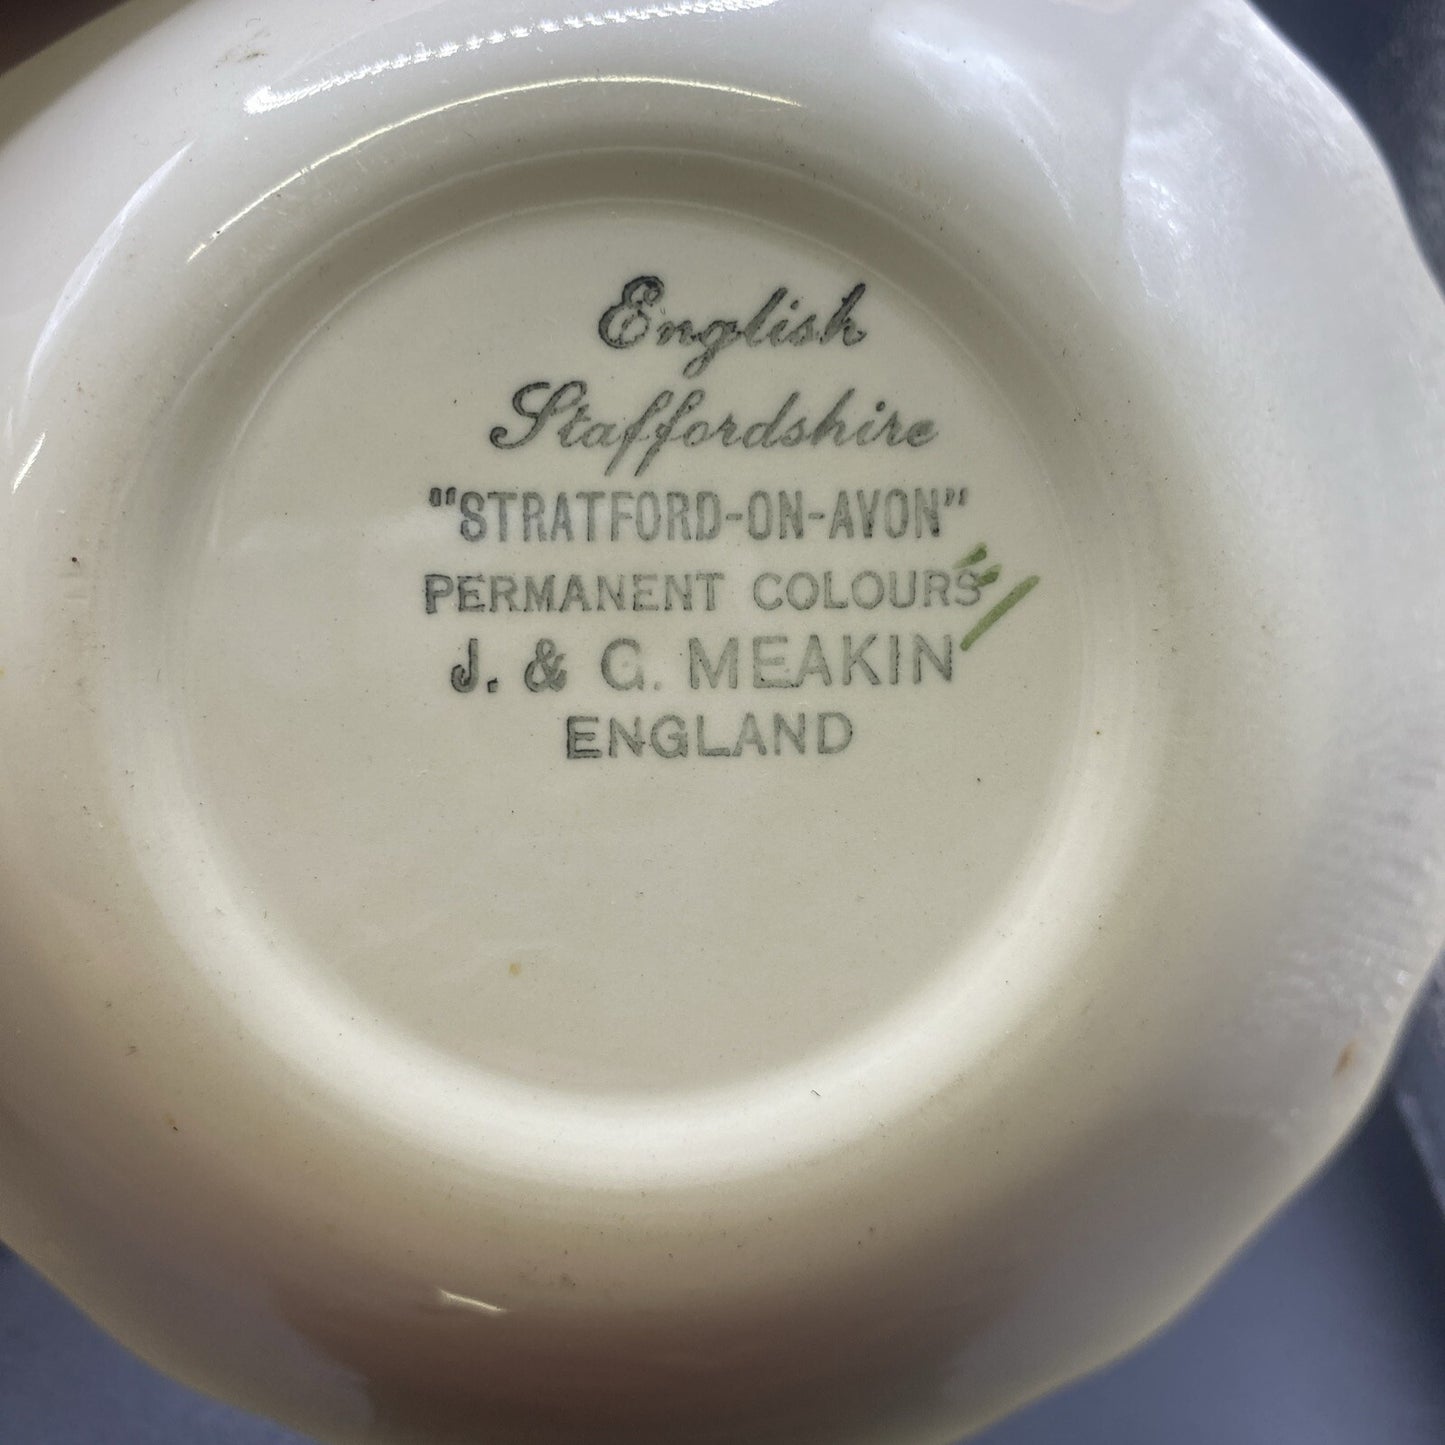 English
Staffordshire
"STRATFORD-ON-AVON"
PERMANENT COLOURS
J. & G. MEAKIN
ENGLAND